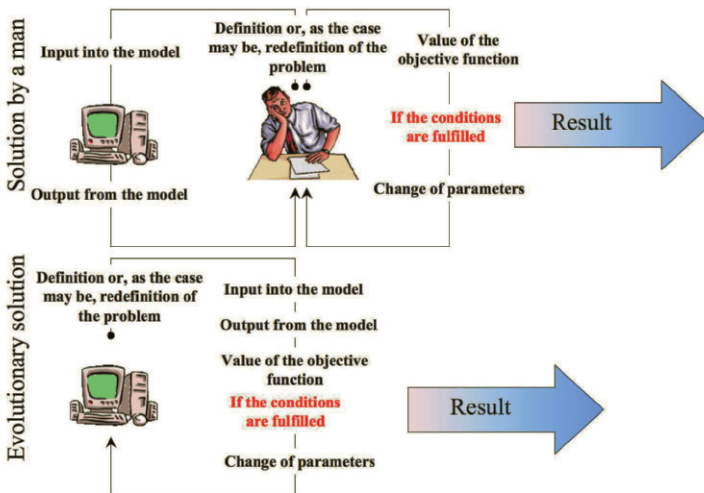 Solution by a man
Input into the model
Output from the model
Definition or, as the case
may be, redefinition of the
problem
Value of the
objective function
If the conditions
are fulfilled
Change of parameters
Result
Evolutionary solution
Definition or, as the case
may be, redefinition of
the problem
Input into the model
Output from the model
Value of the objective
function
If the conditions
are fulfilled
Change of parameters
Result